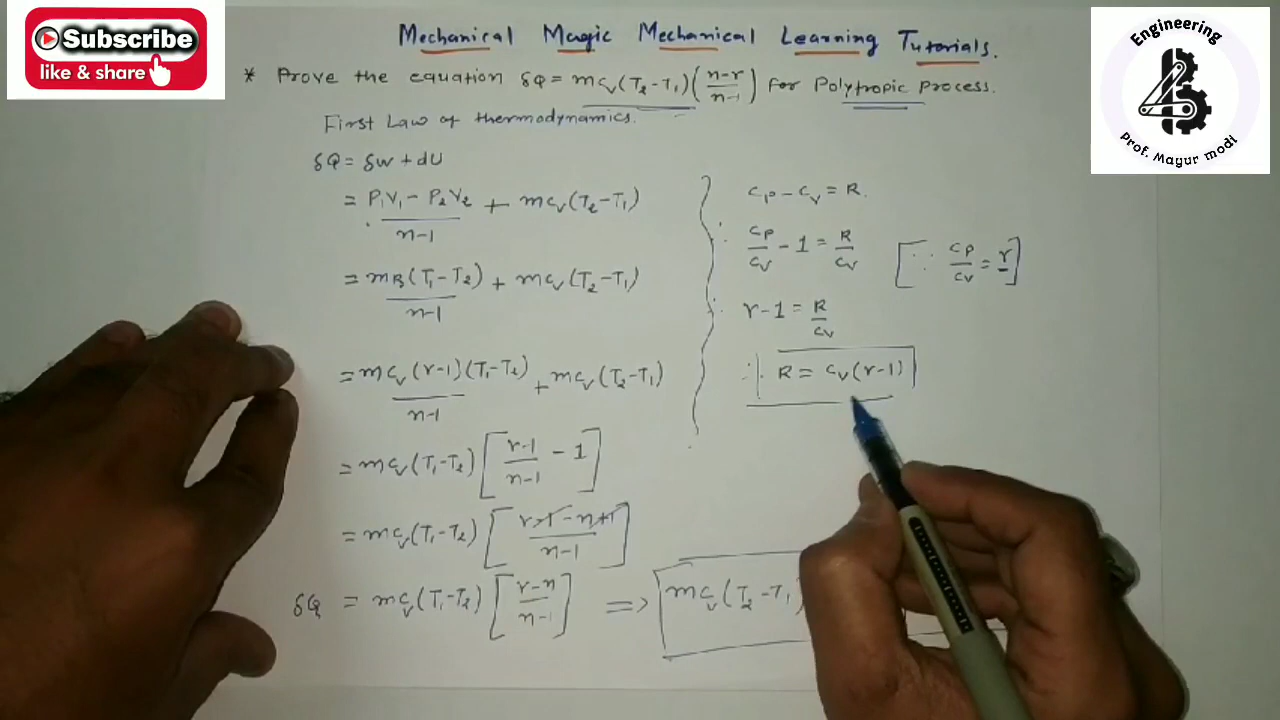 Subscribe
like & share
Engineering
Prof. Mayur modi
Mechanical Magic Mechanical Learning Tutorials.
* Prove the equation δQ = mcv(T2-T1)(n-r/n-1) for Polytropic Process.
First Law of thermodynamics.
δQ = δw + dU
= P1V1 - P2V2/n-1 + mcv(T2-T1)
= mR(T1-T2)/n-1 + mcv(T2-T1)
= mcv(r-1)(T1-T2)/n-1 + mcv(T2-T1)
= mcv(T1-T2)[r-1/n-1 - 1]
= mcv(T1-T2)[r-1-n+1/n-1]
δQ = mcv(T1-T2)[r-n/n-1] => mcv(T2-T1)
cp - cv = R.
∴ cp/cv - 1 = R/cv [∵ cp/cv = r]
∴ r-1 = R/cv
∴ R = cv(r-1)